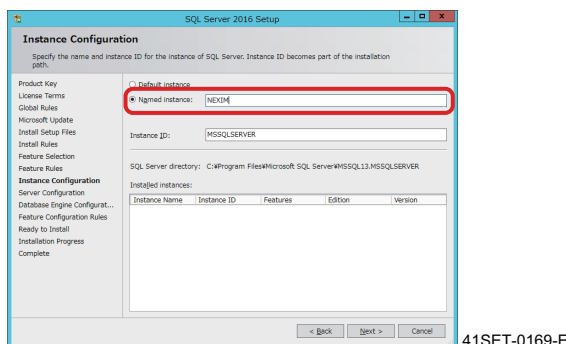 SQL Server 2016 Setup
Instance Configuration
Specify the name and instance ID for the instance of SQL Server. Instance ID becomes part of the installation
path.
Product Key
License Terms
Global Rules
Microsoft Update
Install Setup Files
Install Rules
Feature Selection
Feature Rules
Instance Configuration
Server Configuration
Database Engine Configurat...
Feature Configuration Rules
Ready to Install
Installation Progress
Complete
Default instance
Named instance: NEXIM
Instance ID: MSSQLSERVER
SQL Server directory: C:¥Program Files¥Microsoft SQL Server¥MSSQL13.MSSQLSERVER
Installed instances:
Instance Name Instance ID Features Edition Version
< Back Next > Cancel
41SET-0169-E